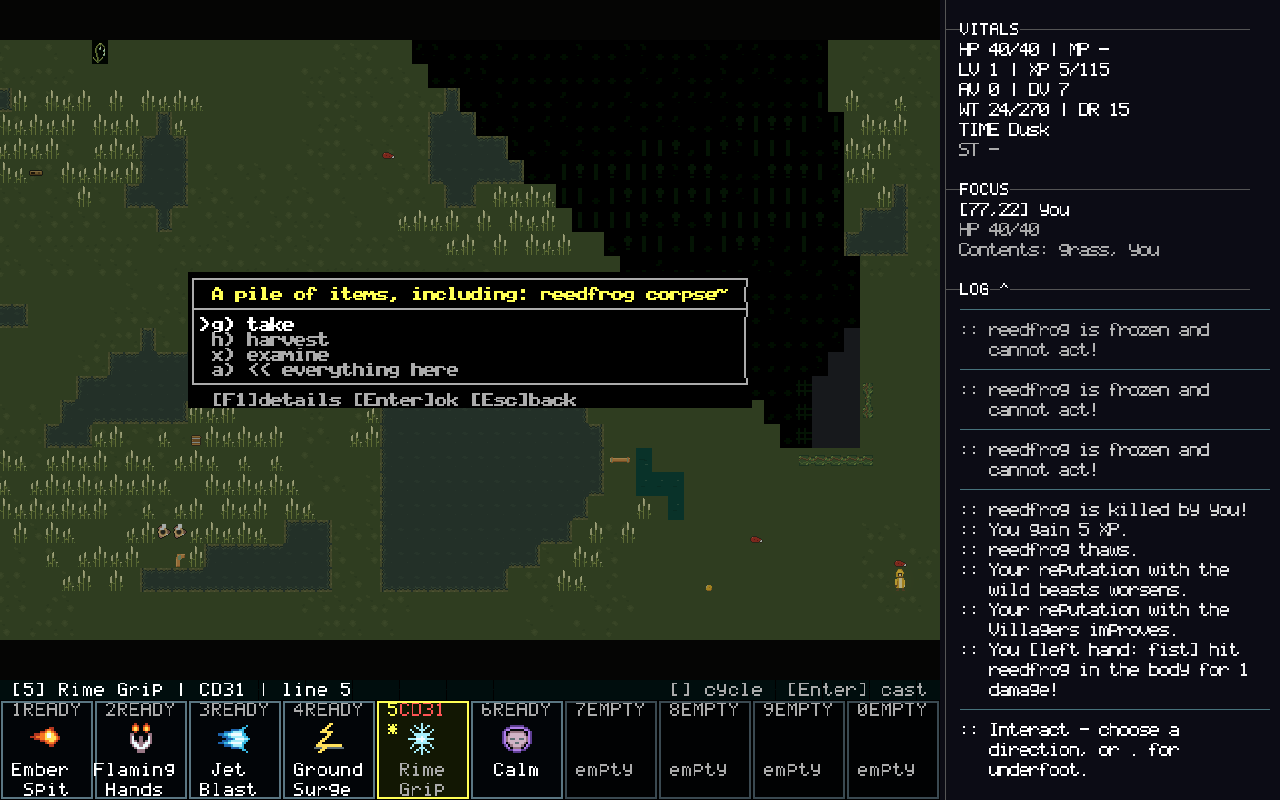 VITALS
HP 40/40 | MP -
LV 1 | XP 5/115
AV 0 | DV 7
WT 24/270 | DR 15
TIME Dusk
ST -
FOCUS
[77,22] You
HP 40/40
Contents: grass, You
LOG ^
:: reedfrog is frozen and
cannot act!
:: reedfrog is frozen and
cannot act!
:: reedfrog is frozen and
cannot act!
:: reedfrog is killed by you!
:: You gain 5 XP.
:: reedfrog thaws.
:: Your reputation with the
wild beasts worsens.
:: Your reputation with the
Villagers improves.
:: You [left hand: fist] hit
reedfrog in the body for 1
damage!
:: Interact - choose a
direction, or . for
underfoot.
A pile of items, including: reedfrog corpse~
>g) take
h) harvest
x) examine
a) << everything here
[F1]details [Enter]ok [Esc]back
[5] Rime Grip | CD31 | line 5
[] cycle [Enter] cast
1READY 2READY 3READY 4READY 5CD31 6READY 7EMPTY 8EMPTY 9EMPTY 0EMPTY
*
Ember Flaming Jet Ground Rime Calm empty empty empty empty
Spit Hands Blast Surge Grip